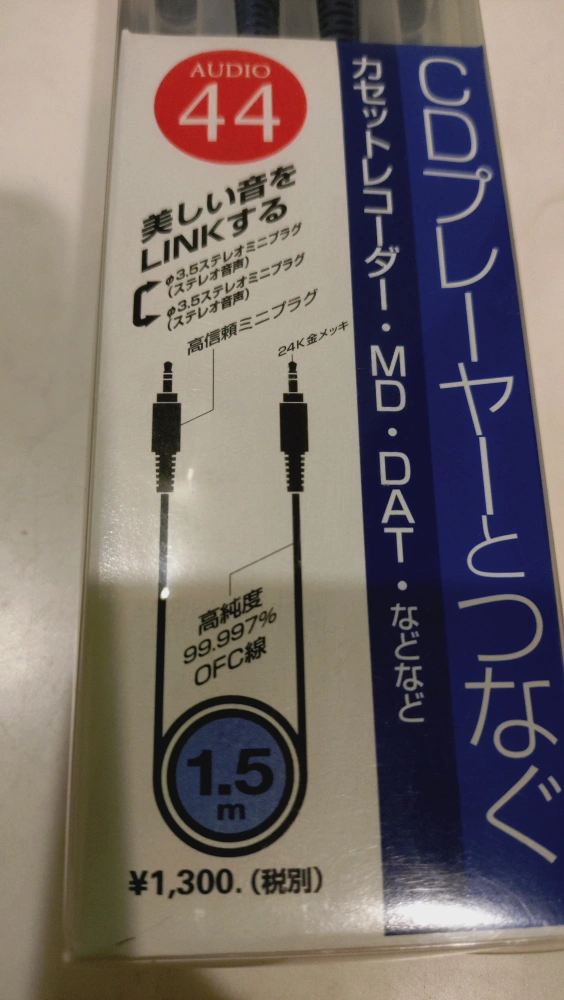 AUDIO
44
美しい音を
LINKする
φ3.5ステレオミニプラグ
(ステレオ音声)
φ3.5ステレオミニプラグ
(ステレオ音声)
高信頼ミニプラグ
24K金メッキ
高純度
99.997%
OFC線
1.5
m
¥1,300.(税別)
CDプレーヤーとつなぐ
カセットレコーダー・MD・DAT・などなど